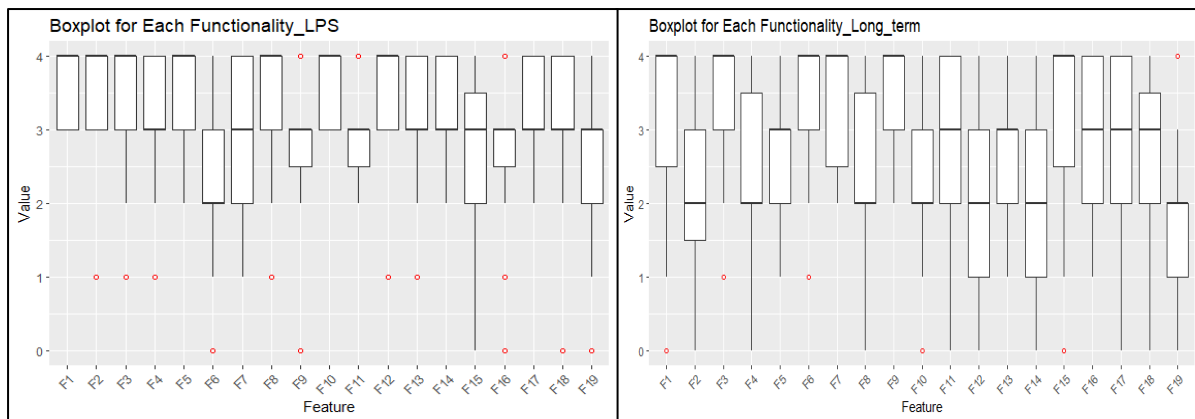 Boxplot for Each Functionality_LPS
Value
4
3
2
1
0
F1 F2 F3 F4 F5 F6 F7 F8 F9 F10 F11 F12 F13 F14 F15 F16 F17 F18 F19
Feature
Boxplot for Each Functionality_Long_term
Value
4
3
2
1
0
F1 F2 F3 F4 F5 F6 F7 F8 F9 F10 F11 F12 F13 F14 F15 F16 F17 F18 F19
Feature